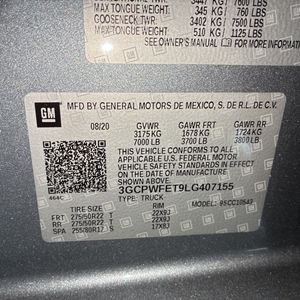 MAX TONGUE WEIGHT: 345 KG/ 760 LBS
GOOSENECK TWR: 3402 KG/ 7500 LBS
MAX TONGUE WEIGHT: 510 KG/ 1125 LBS
SEE OWNER'S MANUAL FOR MORE INFORMATION
GM
MFD BY GENERAL MOTORS DE MEXICO, S. DE R.L. DE C.V.
08/20 GVWR GAWR FRT GAWR RR
3175 KG 1678 KG 1724 KG
7000 LB 3700 LB 3800 LB
THIS VEHICLE CONFORMS TO ALL
APPLICABLE U.S. FEDERAL MOTOR
VEHICLE SAFETY STANDARDS IN EFFECT ON THE
DATE OF MANUFACTURE SHOWN ABOVE.
3GCPWFET9LG407155
464C TYPE: TRUCK
TIRE SIZE RIM MODEL:
FRT 275/50R22 22X9J
RR 275/50R22 22X9J
SPA 255/80R17 17X8J